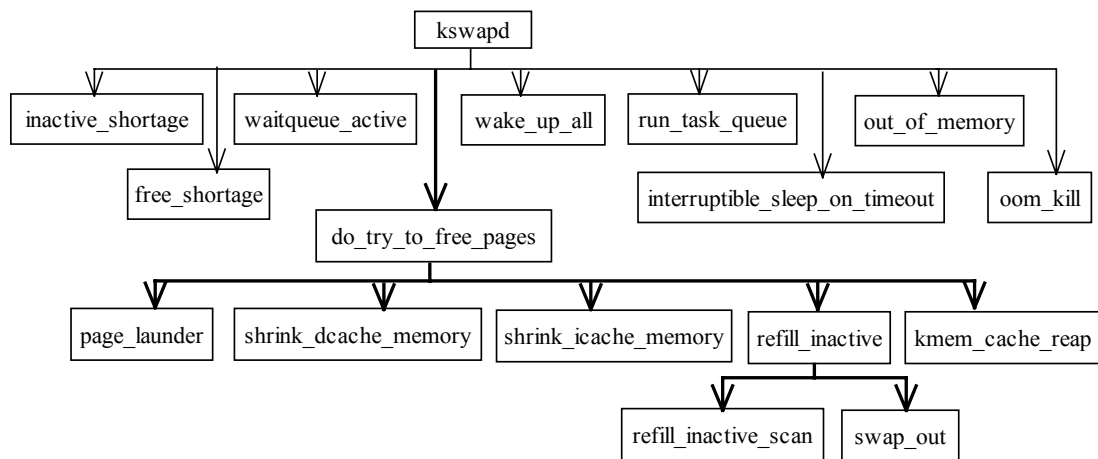 kswapd
inactive_shortage
waitqueue_active
wake_up_all
run_task_queue
out_of_memory
free_shortage
interruptible_sleep_on_timeout
oom_kill
do_try_to_free_pages
page_launder
shrink_dcache_memory
shrink_icache_memory
refill_inactive
kmem_cache_reap
refill_inactive_scan
swap_out